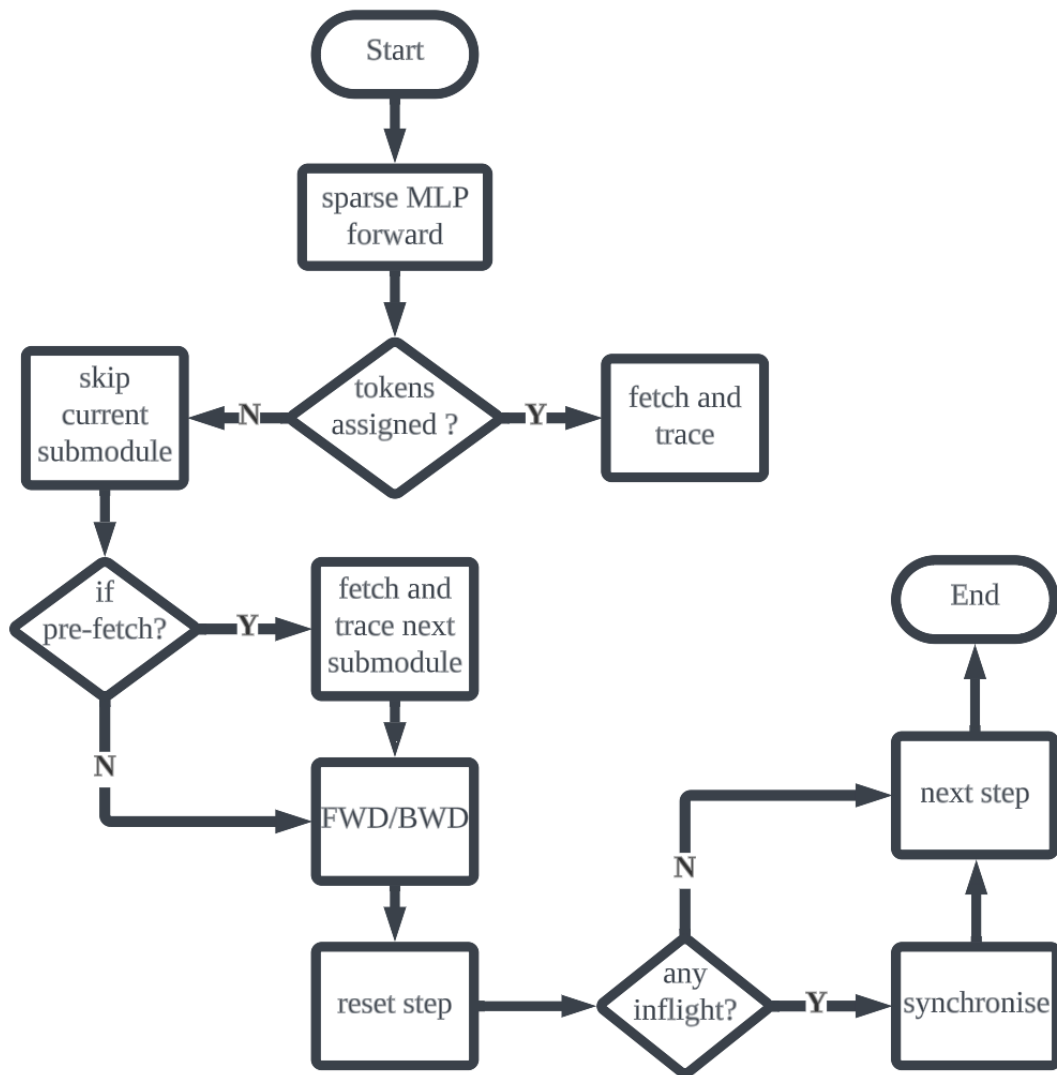 Start
sparse MLP
forward
tokens
assigned ?
N
Y
skip
current
submodule
fetch and
trace
if
pre-fetch?
Y
N
fetch and
trace next
submodule
FWD/BWD
reset step
any
inflight?
N
Y
synchronise
next step
End